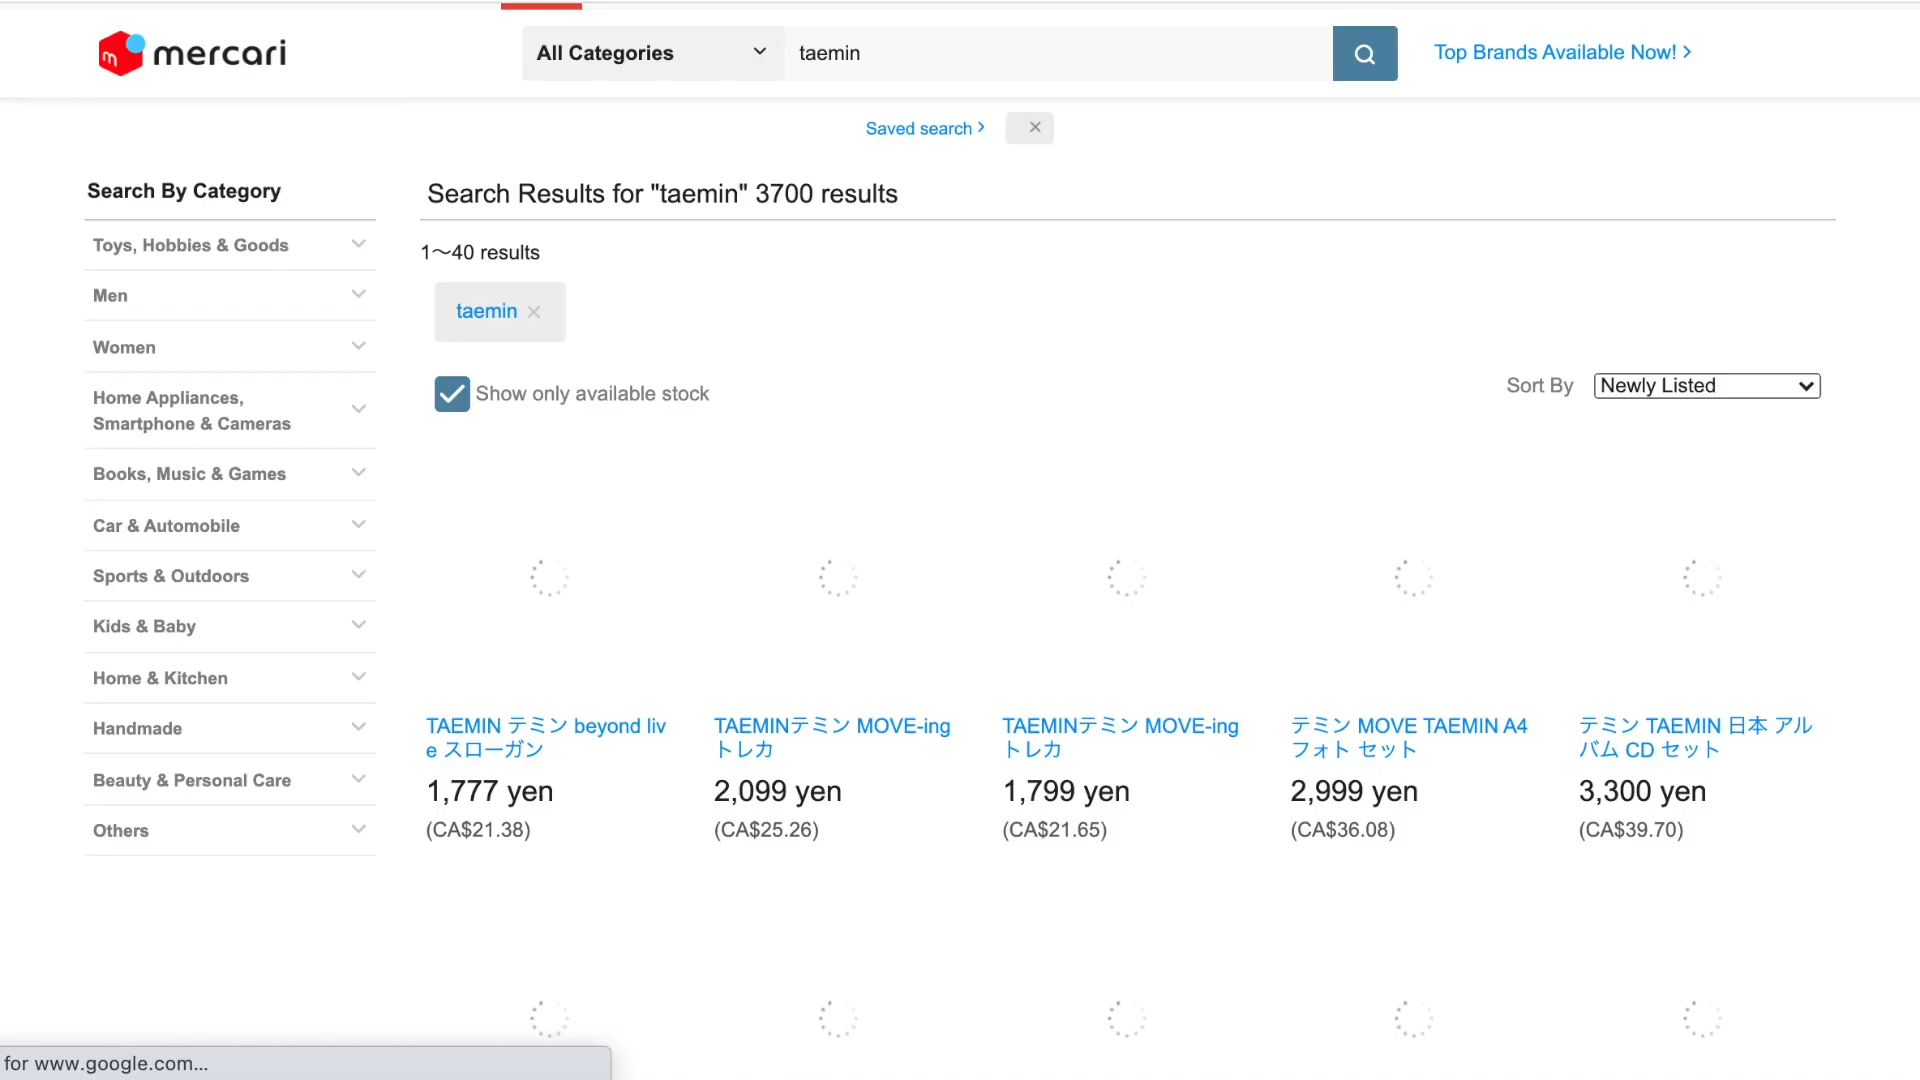 mercari
All Categories
taemin
Top Brands Available Now!
Saved search
Search By Category
Toys, Hobbies & Goods
Men
Women
Home Appliances,
Smartphone & Cameras
Books, Music & Games
Car & Automobile
Sports & Outdoors
Kids & Baby
Home & Kitchen
Handmade
Beauty & Personal Care
Others
Search Results for "taemin" 3700 results
1〜40 results
taemin
Show only available stock
Sort By
Newly Listed
TAEMIN テミン beyond liv
e スローガン
1,777 yen
(CA$21.38)
TAEMINテミン MOVE-ing
トレカ
2,099 yen
(CA$25.26)
TAEMINテミン MOVE-ing
トレカ
1,799 yen
(CA$21.65)
テミン MOVE TAEMIN A4
フォト セット
2,999 yen
(CA$36.08)
テミン TAEMIN 日本 アル
バム CD セット
3,300 yen
(CA$39.70)
for www.google.com...